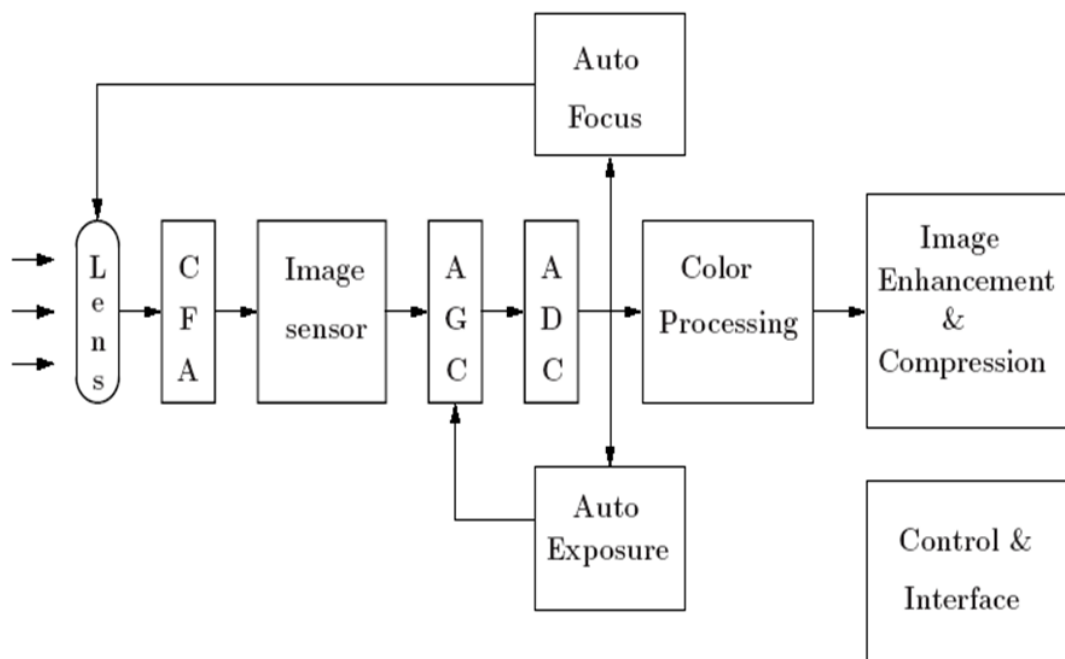 Auto
Focus
L
e
n
s
C
F
A
Image
sensor
A
G
C
A
D
C
Color
Processing
Image
Enhancement
&
Compression
Auto
Exposure
Control &
Interface